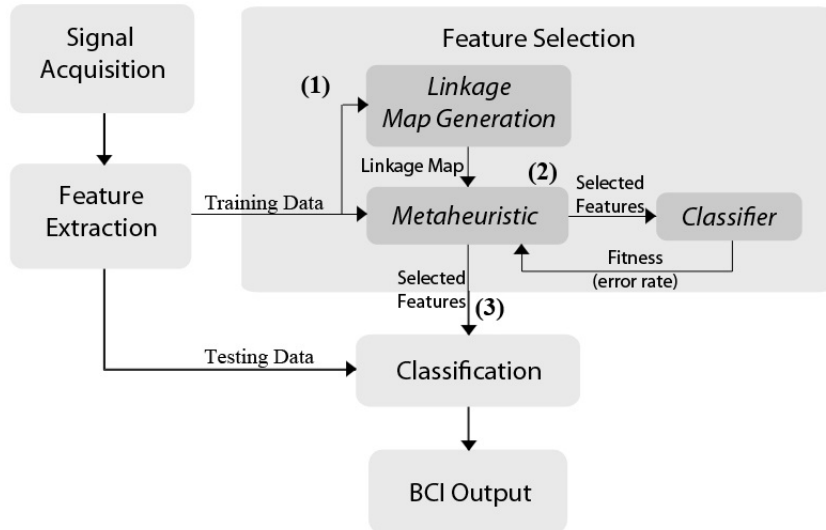 Signal
Acquisition
Feature Selection
(1)
Linkage
Map Generation
Linkage Map
(2)
Feature
Extraction
Training Data
Metaheuristic
Selected
Features
Classifier
Fitness
(error rate)
Selected
Features
(3)
Testing Data
Classification
BCI Output